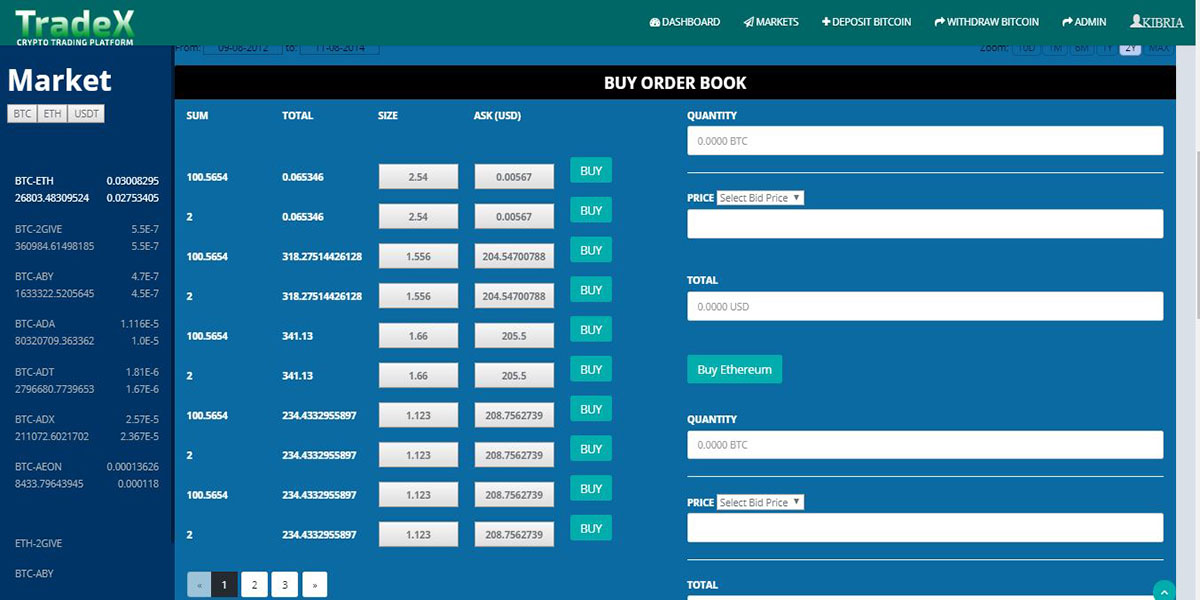 TradeX
CRYPTO TRADING PLATFORM
DASHBOARD MARKETS DEPOSIT BITCOIN WITHDRAW BITCOIN ADMIN KIBRIA
From: 09-08-2012 to: 11-08-2014 Zoom: 10D 1M 6M 1Y 2Y MAX
Market
BTC ETH USDT
BTC-ETH 0.03008295
26803.48309524 0.02753405
BTC-2GIVE 5.5E-7
360984.61498185 5.5E-7
BTC-ABY 4.7E-7
1633322.5205645 4.5E-7
BTC-ADA 1.116E-5
80320709.363362 1.0E-5
BTC-ADT 1.81E-6
2796680.7739653 1.67E-6
BTC-ADX 2.57E-5
211072.6021702 2.367E-5
BTC-AEON 0.00013626
8433.79643945 0.000118
ETH-2GIVE
BTC-ABY
BUY ORDER BOOK
SUM TOTAL SIZE ASK (USD)
100.5654 0.065346 2.54 0.00567 BUY
2 0.065346 2.54 0.00567 BUY
100.5654 318.27514426128 1.556 204.54700788 BUY
2 318.27514426128 1.556 204.54700788 BUY
100.5654 341.13 1.66 205.5 BUY
2 341.13 1.66 205.5 BUY
100.5654 234.4332955897 1.123 208.7562739 BUY
2 234.4332955897 1.123 208.7562739 BUY
100.5654 234.4332955897 1.123 208.7562739 BUY
2 234.4332955897 1.123 208.7562739 BUY
« 1 2 3 »
QUANTITY
0.0000 BTC
PRICE Select Bid Price
TOTAL
0.0000 USD
Buy Ethereum
QUANTITY
0.0000 BTC
PRICE Select Bid Price
TOTAL